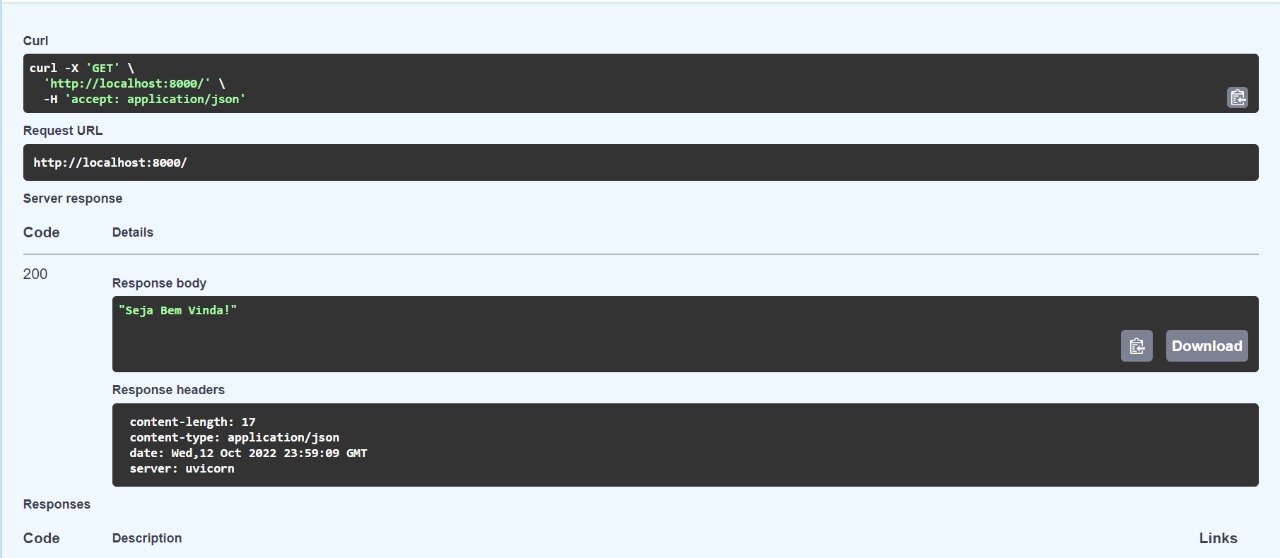 Curl
curl -X 'GET' \
'http://localhost:8000/' \
-H 'accept: application/json'
Request URL
http://localhost:8000/
Server response
Code Details
200
Response body
"Seja Bem Vinda!"
Download
Response headers
content-length: 17
content-type: application/json
date: Wed,12 Oct 2022 23:59:09 GMT
server: uvicorn
Responses
Code Description Links